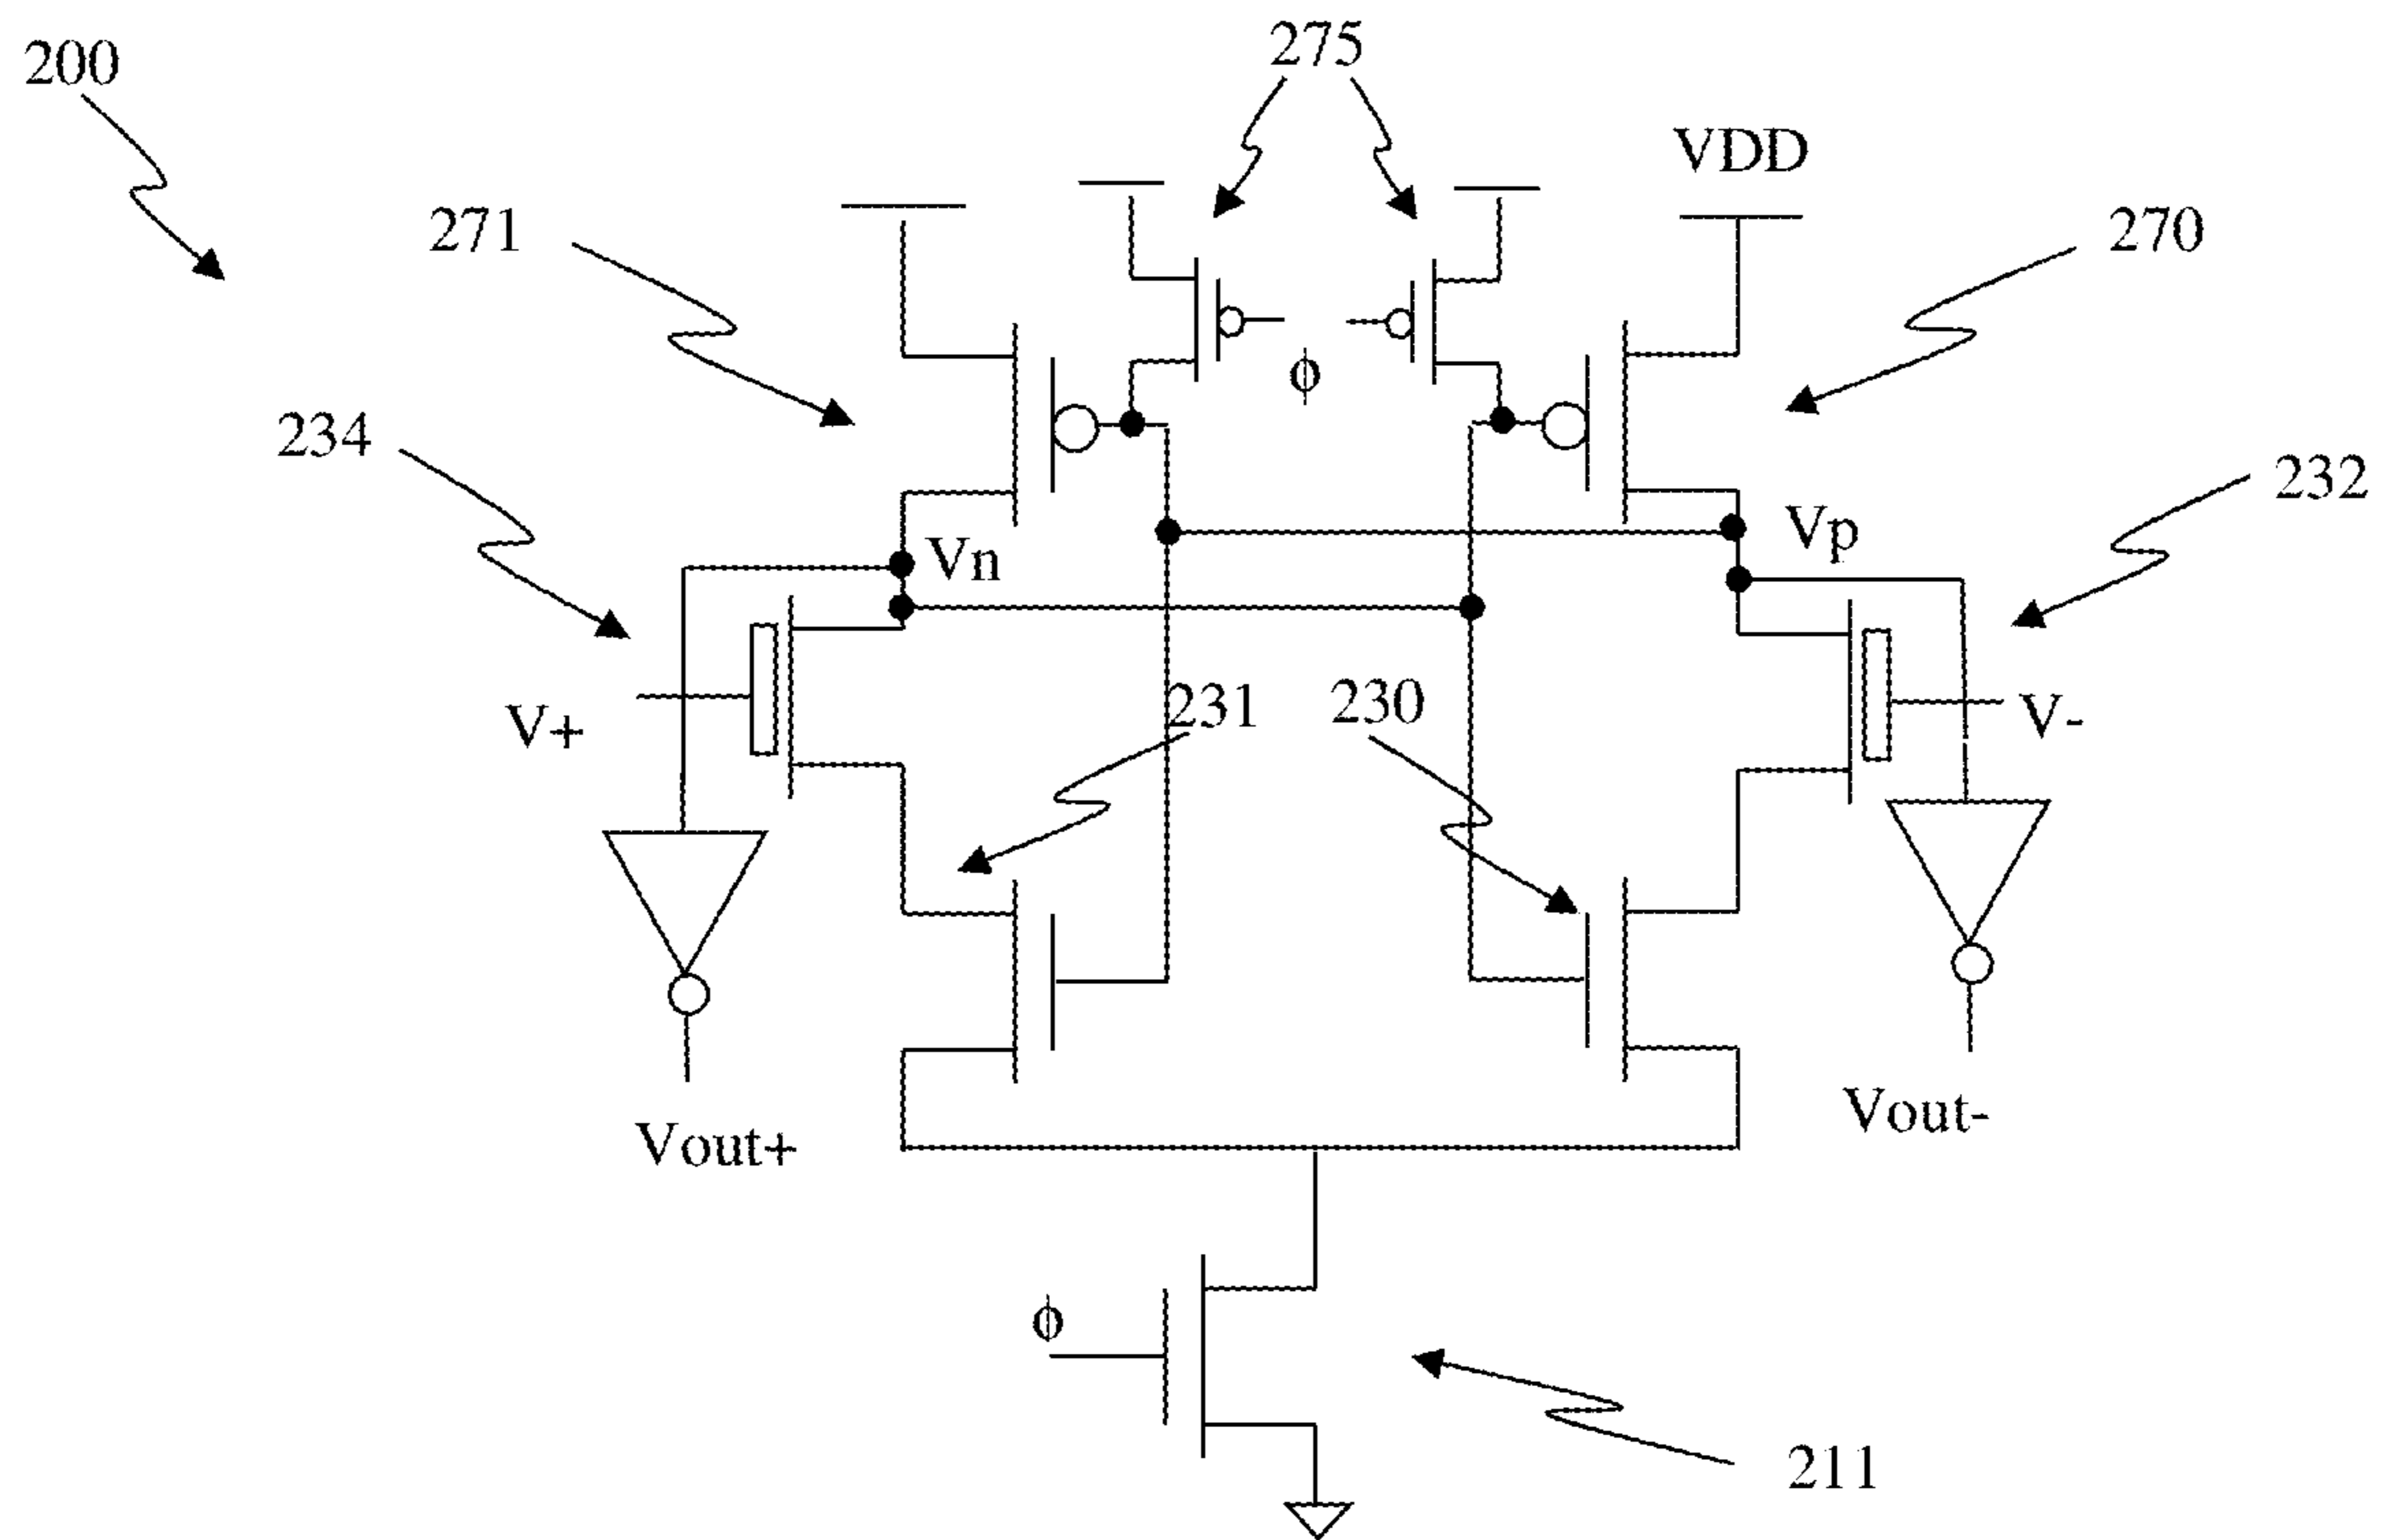 200
275
VDD
271
270
234
ϕ
232
Vp
Vn
231
230
V+
V-
Vout+
Vout-
ϕ
211